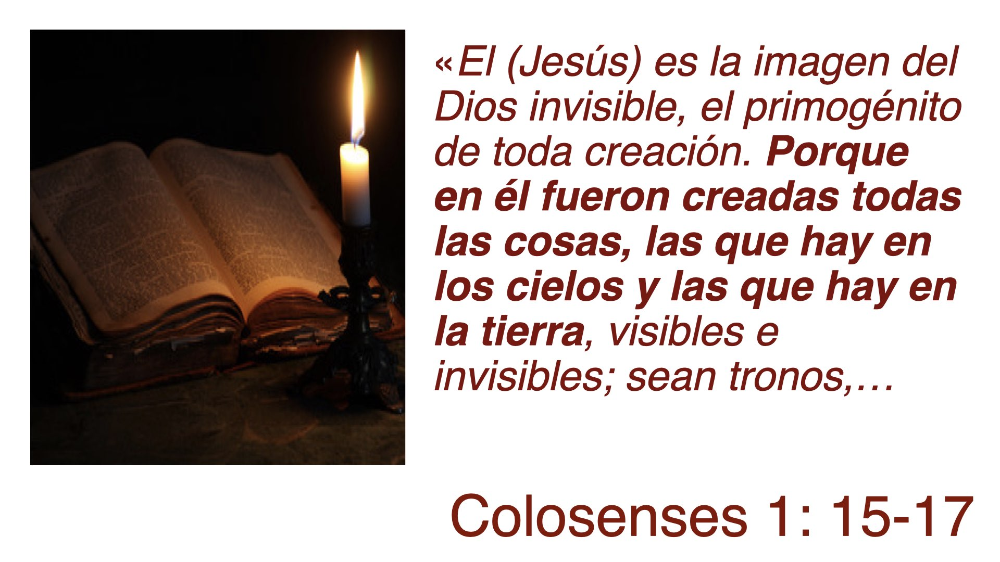 «El (Jesús) es la imagen del
Dios invisible, el primogénito
de toda creación. Porque
en él fueron creadas todas
las cosas, las que hay en
los cielos y las que hay en
la tierra, visibles e
invisibles; sean tronos,…
Colosenses 1: 15-17